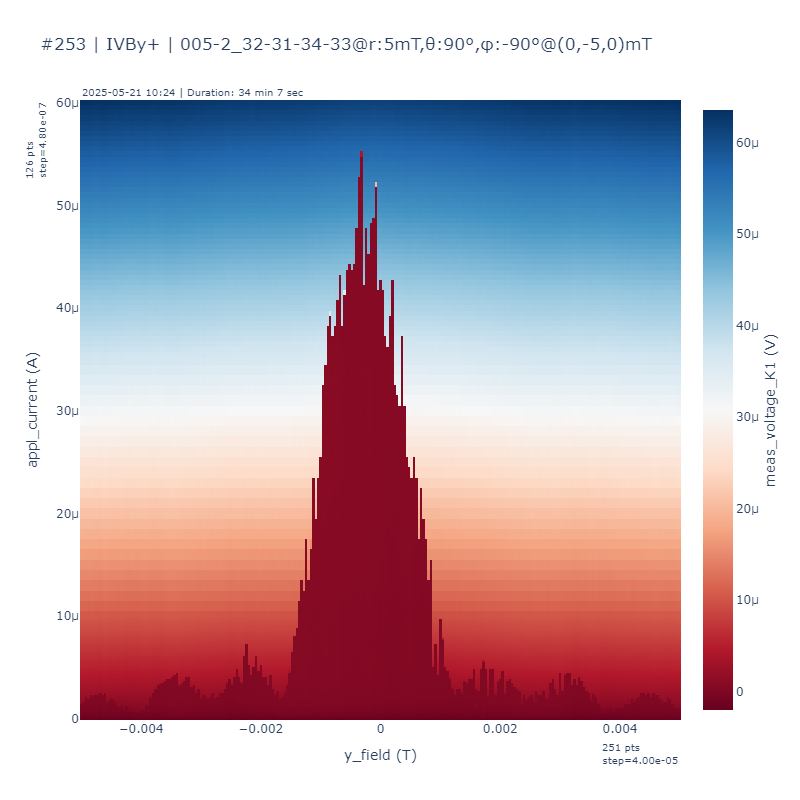 #253 | IVBy+ | 005-2_32-31-34-33@r:5mT,θ:90°,φ:-90°@(0,-5,0)mT
2025-05-21 10:24 | Duration: 34 min 7 sec
126 pts
step=4.80e-07
60μ
50μ
40μ
30μ
20μ
10μ
0
appl_current (A)
−0.004
−0.002
0
0.002
0.004
y_field (T)
251 pts
step=4.00e-05
60μ
50μ
40μ
30μ
20μ
10μ
0
meas_voltage_K1 (V)